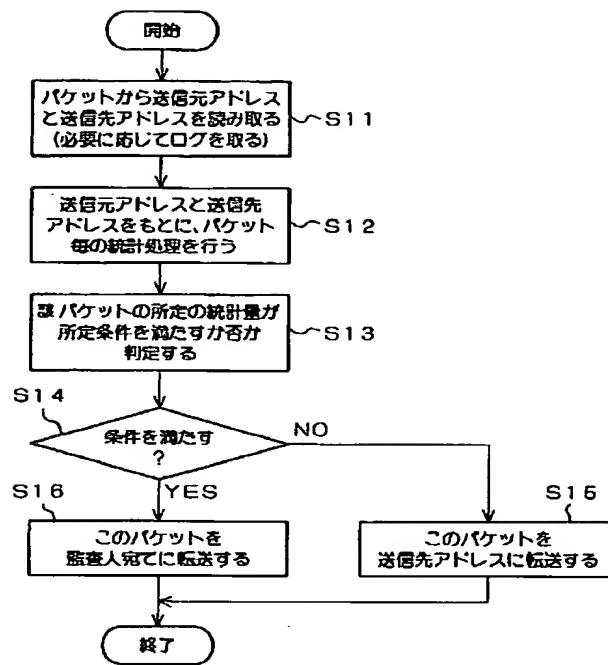 開始
パケットから送信元アドレス
と送信先アドレスを読み取る
(必要に応じてログを取る)
S11
送信元アドレスと送信先
アドレスをもとに、パケット
毎の統計処理を行う
S12
該パケットの所定の統計量が
所定条件を満たすか否か
判定する
S13
S14
条件を満たす
?
NO
YES
S16
このパケットを
監査人宛てに転送する
S15
このパケットを
送信先アドレスに転送する
終了